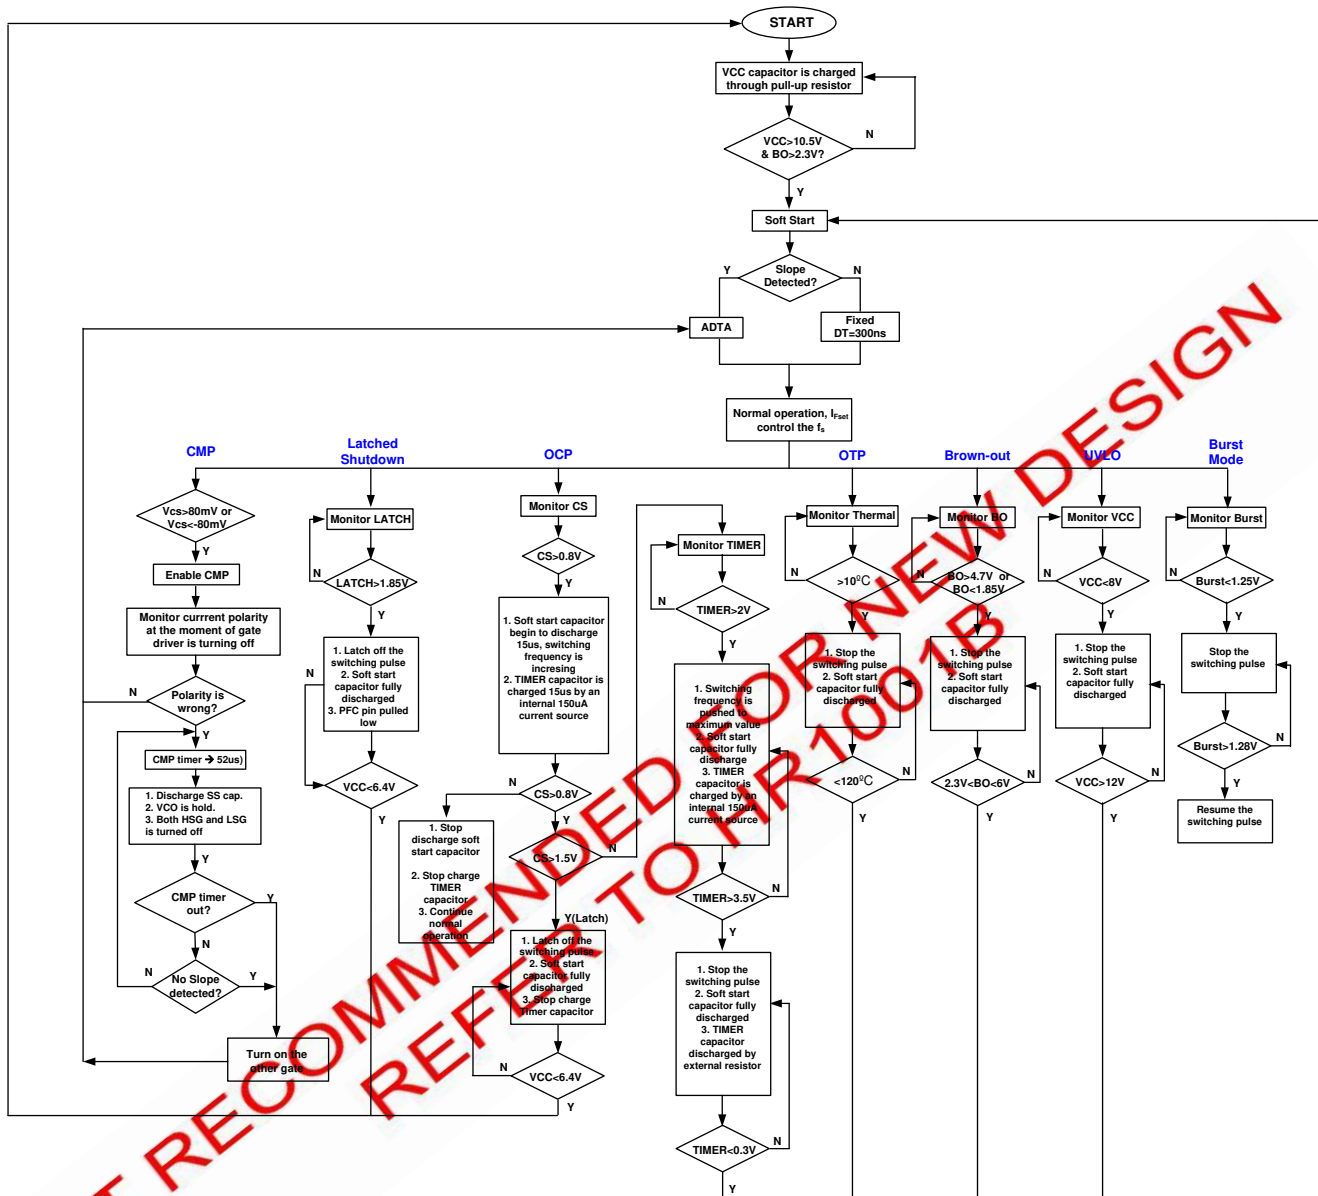 START
VCC capacitor is charged
through pull-up resistor
VCC>10.5V
& BO>2.3V?
N
Y
Soft Start
Slope
Detected?
Y
N
ADTA
Fixed
DT=300ns
Normal operation, IFset
control the fs
CMP
Latched
Shutdown
OCP
OTP
Brown-out
UVLO
Burst
Mode
Vcs>80mV or
Vcs<-80mV
Y
Enable CMP
Monitor currrent polarity
at the moment of gate
driver is turning off
Polarity is
wrong?
N
Y
CMP timer → 52us)
1. Discharge SS cap.
2. VCO is hold.
3. Both HSG and LSG
is turned off
Y
CMP timer
out?
Y
N
No Slope
detected?
N
Y
Turn on the
other gate
Monitor LATCH
LATCH>1.85V
N
Y
1. Latch off the
switching pulse
2. Soft start
capacitor fully
discharged
3. PFC pin pulled
low
N
VCC<6.4V
Y
Monitor CS
CS>0.8V
Y
1. Soft start capacitor
begin to discharge
15us, switching
frequency is
incresing
2. TIMER capacitor is
charged 15us by an
internal 150uA
current source
N
CS>0.8V
Y
1. Stop
discharge soft
start capacitor
2. Stop charge
TIMER
capacitor
3. Continue
normal
operation
CS>1.5V
N
Y(Latch)
1. Latch off the
switching pulse
2. Soft start
capacitor fully
discharged
3. Stop charge
Timer capacitor
N
VCC<6.4V
Y
Monitor TIMER
N
TIMER>2V
Y
1. Switching
frequency is
pushed to
maximum value
2. Soft start
capacitor fully
discharge
3. TIMER
capacitor is
charged by an
internal 150uA
current source
TIMER>3.5V
N
Y
1. Stop the
switching pulse
2. Soft start
capacitor fully
discharged
3. TIMER
capacitor
discharged by
external resistor
TIMER<0.3V
N
Y
Monitor Thermal
N
>10ºC
Y
1. Stop the
switching pulse
2. Soft start
capacitor fully
discharged
<120ºC
N
Y
Monitor BO
N
BO>4.7V or
BO<1.85V
Y
1. Stop the
switching pulse
2. Soft start
capacitor fully
discharged
2.3V<BO<6V
N
Y
Monitor VCC
N
VCC<8V
Y
1. Stop the
switching pulse
2. Soft start
capacitor fully
discharged
VCC>12V
N
Y
Monitor Burst
N
Burst<1.25V
Y
Stop the
switching pulse
Burst>1.28V
N
Y
Resume the
switching pulse
T RECOMMENDED FOR NEW DESIGN
REFER TO HR1001B